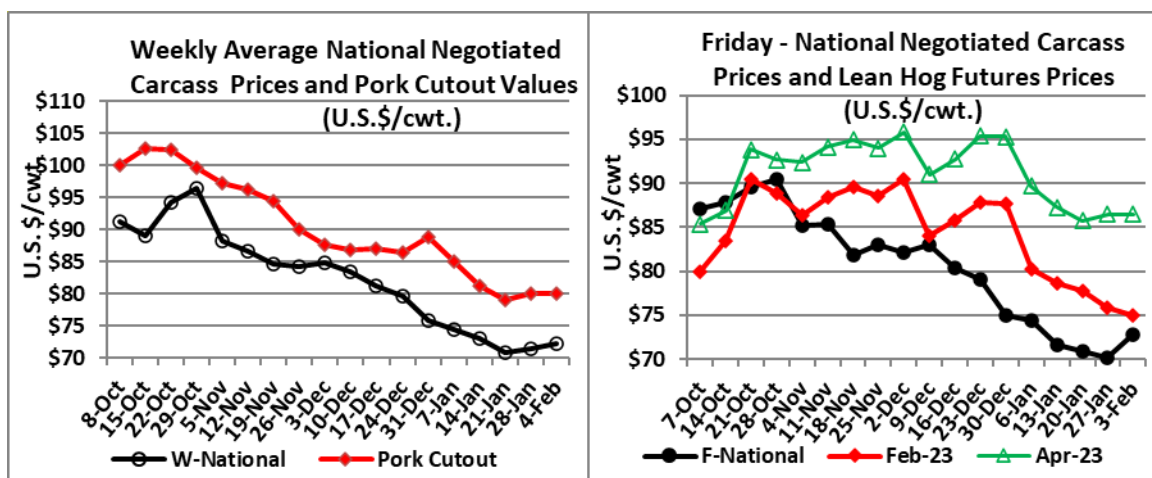 Weekly Average National Negotiated
Carcass Prices and Pork Cutout Values
(U.S.$/cwt.)
U.S.$/cwt.
$110
$105
$100
$95
$90
$85
$80
$75
$70
8-Oct
15-Oct
22-Oct
29-Oct
5-Nov
12-Nov
19-Nov
26-Nov
3-Dec
10-Dec
17-Dec
24-Dec
31-Dec
7-Jan
14-Jan
21-Jan
28-Jan
4-Feb
W-National Pork Cutout
Friday - National Negotiated Carcass
Prices and Lean Hog Futures Prices
(U.S.$/cwt.)
U.S.$/cwt
$100
$95
$90
$85
$80
$75
$70
7-Oct
14-Oct
21-Oct
28-Oct
4-Nov
11-Nov
18-Nov
25-Nov
2-Dec
9-Dec
16-Dec
23-Dec
30-Dec
6-Jan
13-Jan
20-Jan
27-Jan
3-Feb
F-National Feb-23 Apr-23